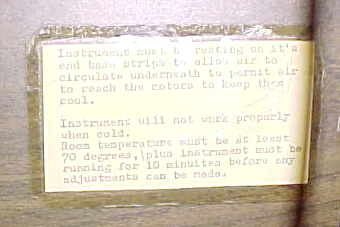 Instrument must be resting on it's
end base strips to allow air to
circulate underneath to permit air
to reach the motors to keep them
cool.
Instrument will not work properly
when cold.
Room temperature must be at least
70 degrees, plus instrument must be
running for 10 minuites before any
adjustments can be made.